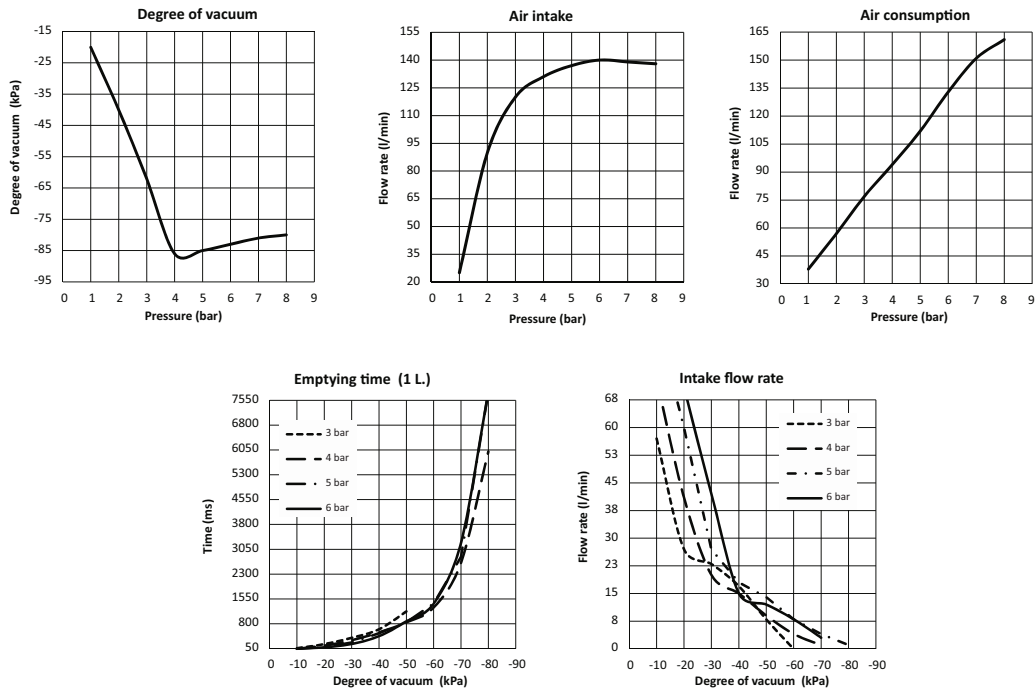 Degree of vacuum
-15
-25
-35
-45
-55
-65
-75
-85
-95
0 1 2 3 4 5 6 7 8 9
Degree of vacuum (kPa)
Pressure (bar)
Air intake
155
140
125
110
95
80
65
50
35
20
0 1 2 3 4 5 6 7 8 9
Flow rate (l/min)
Pressure (bar)
Air consumption
165
150
135
120
105
90
75
60
45
30
0 1 2 3 4 5 6 7 8 9
Flow rate (l/min)
Pressure (bar)
Emptying time (1 L.)
7550
6800
6050
5300
4550
3800
3050
2300
1550
800
50
3 bar
4 bar
5 bar
6 bar
0 -10 -20 -30 -40 -50 -60 -70 -80 -90
Time (ms)
Degree of vacuum (kPa)
Intake flow rate
68
60
53
45
38
30
23
15
8
0
3 bar
4 bar
5 bar
6 bar
0 -10 -20 -30 -40 -50 -60 -70 -80 -90
Flow rate (l/min)
Degree of vacuum (kPa)